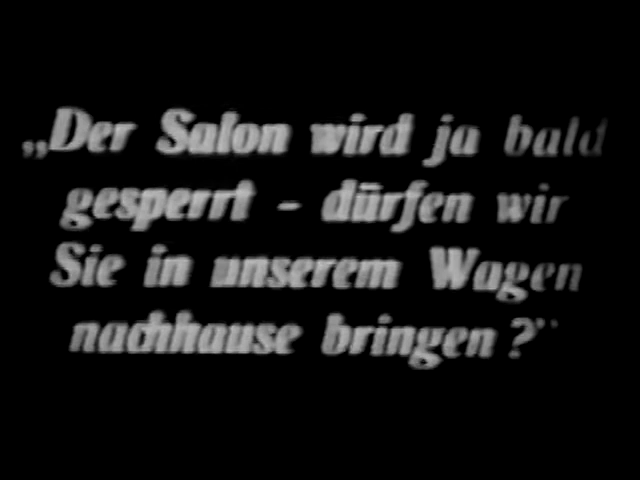 „Der Salon wird ja bald
gesperrt - dürfen wir
Sie in unserem Wagen
nachhause bringen?"